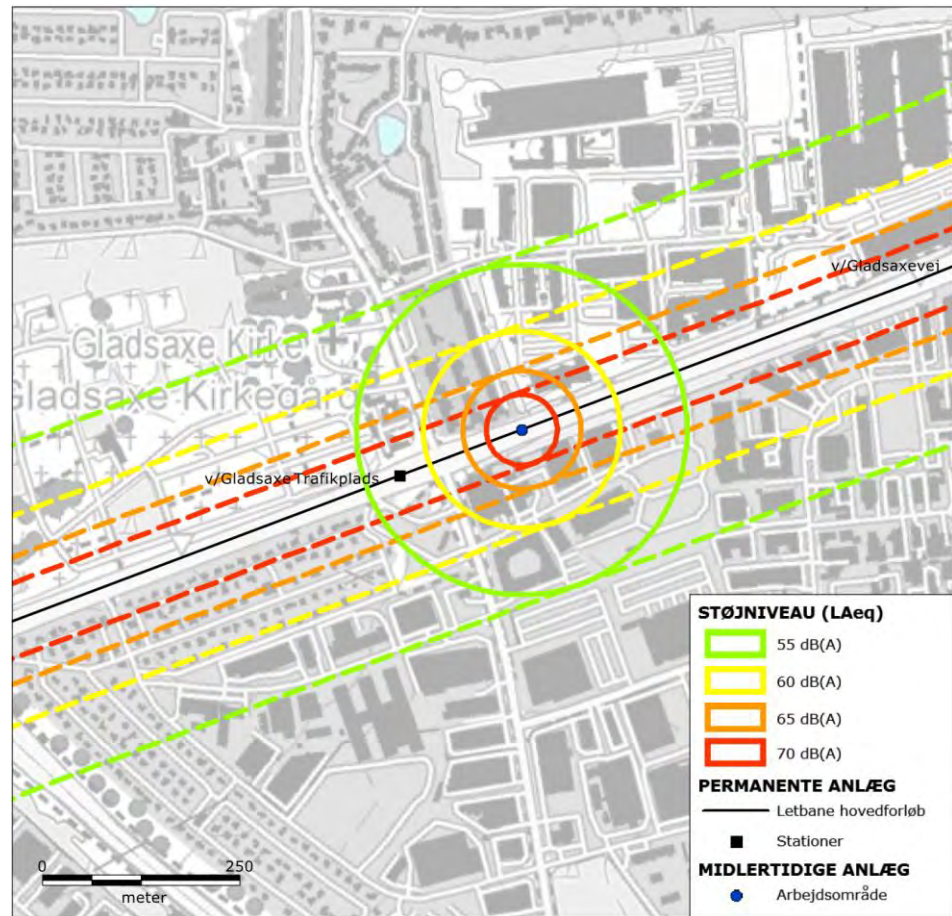 v/Gladsaxevej
Gladsaxe Kirke
Gladsaxe Kirkegård
v/Gladsaxe Trafikplads
STØJNIVEAU (LAeq)
55 dB(A)
60 dB(A)
65 dB(A)
70 dB(A)
PERMANENTE ANLÆG
Letbane hovedforløb
Stationer
MIDLERTIDIGE ANLÆG
Arbejdsområde
0 250
meter